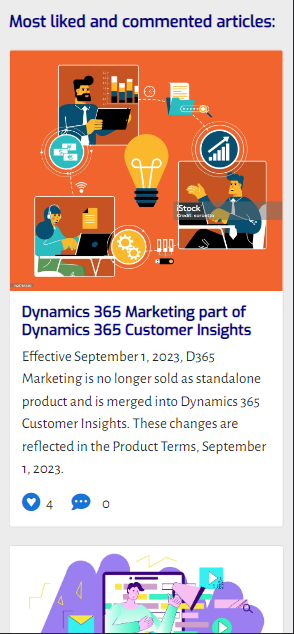 Most liked and commented articles:
iStock
Dynamics 365 Marketing part of
Dynamics 365 Customer Insights
Effective September 1, 2023, D365
Marketing is no longer sold as standalone
product and is merged into Dynamics 365
Customer Insights. These changes are
reflected in the Product Terms, September
1, 2023.
4 0